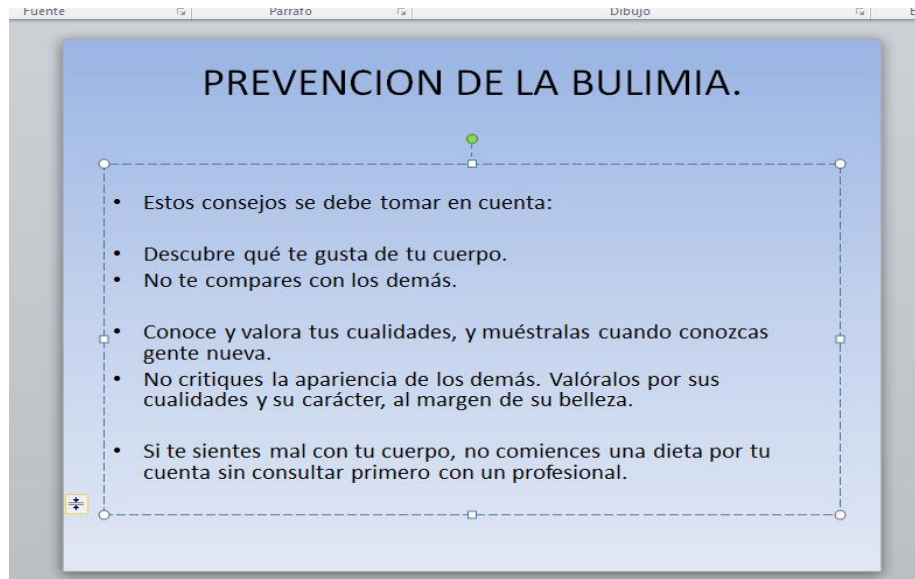 Fuente Párrafo Dibujo
PREVENCION DE LA BULIMIA.
• Estos consejos se debe tomar en cuenta:
• Descubre qué te gusta de tu cuerpo.
• No te compares con los demás.
• Conoce y valora tus cualidades, y muéstralas cuando conozcas
gente nueva.
• No critiques la apariencia de los demás. Valóralos por sus
cualidades y su carácter, al margen de su belleza.
• Si te sientes mal con tu cuerpo, no comiences una dieta por tu
cuenta sin consultar primero con un profesional.